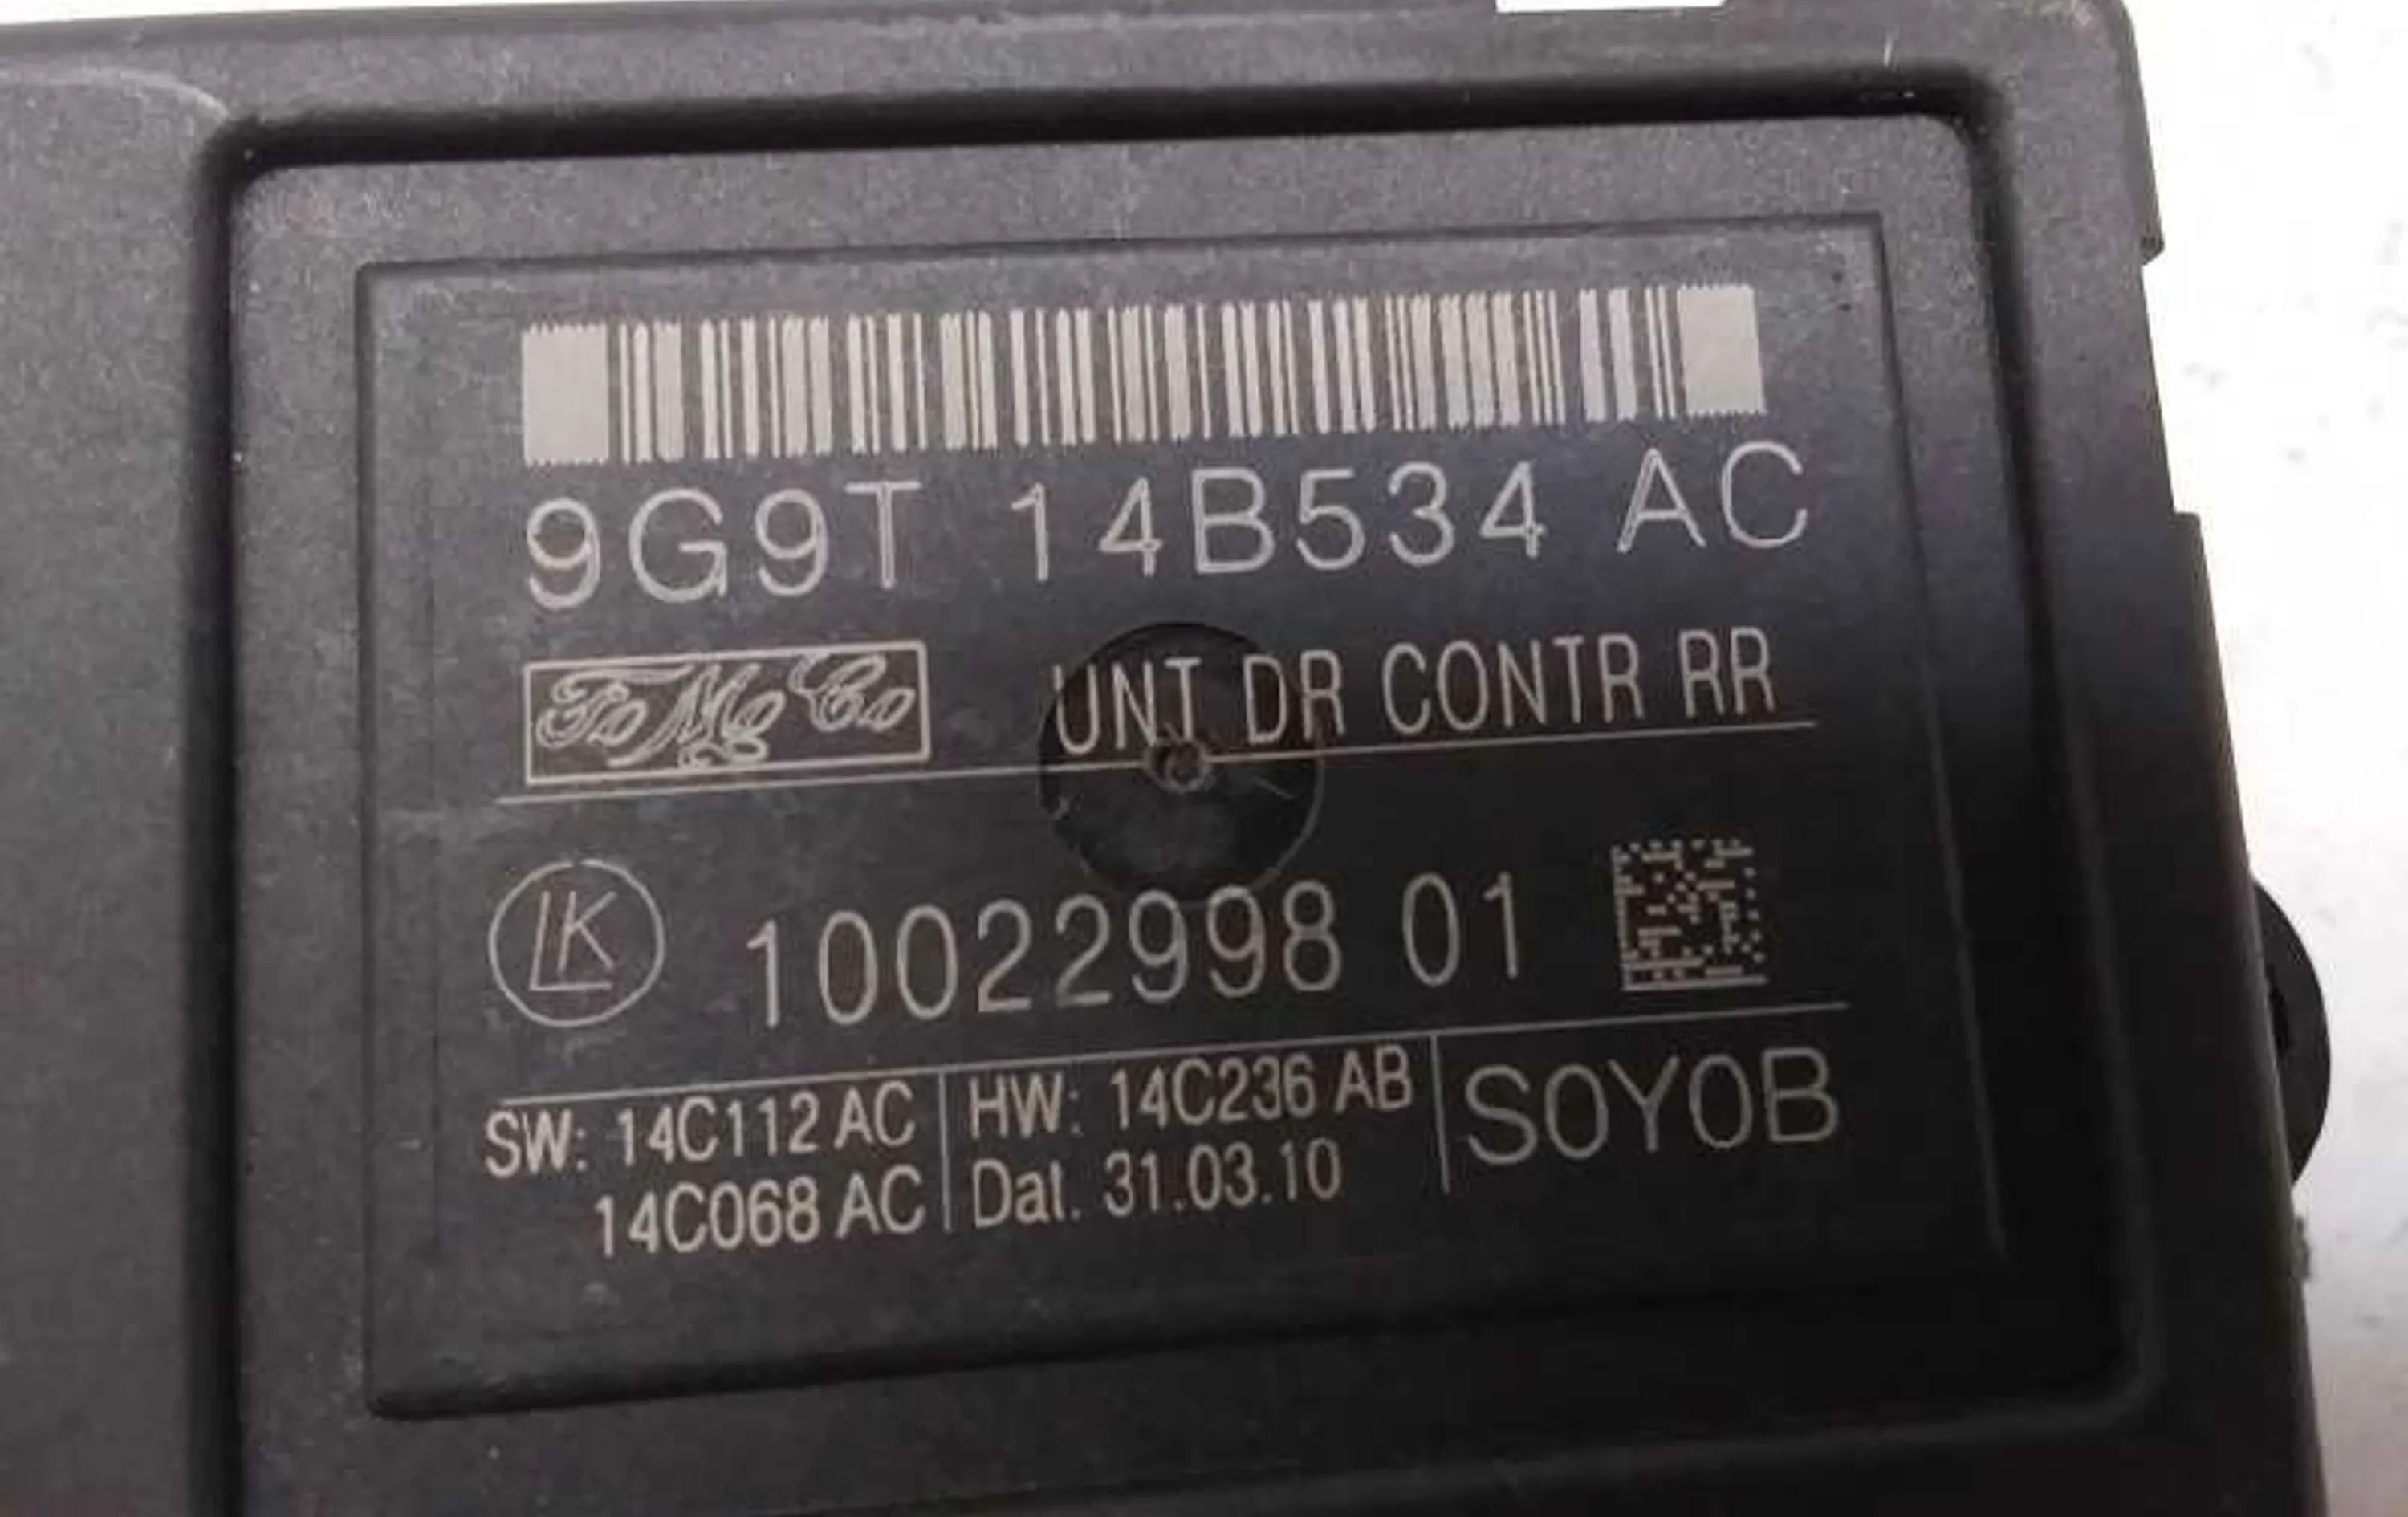 9G9T 14B534 AC
FoMoCo UNT DR CONTR RR
LK 10022998 01
SW: 14C112 AC HW: 14C236 AB S0Y0B
14C068 AC Dat. 31.03.10